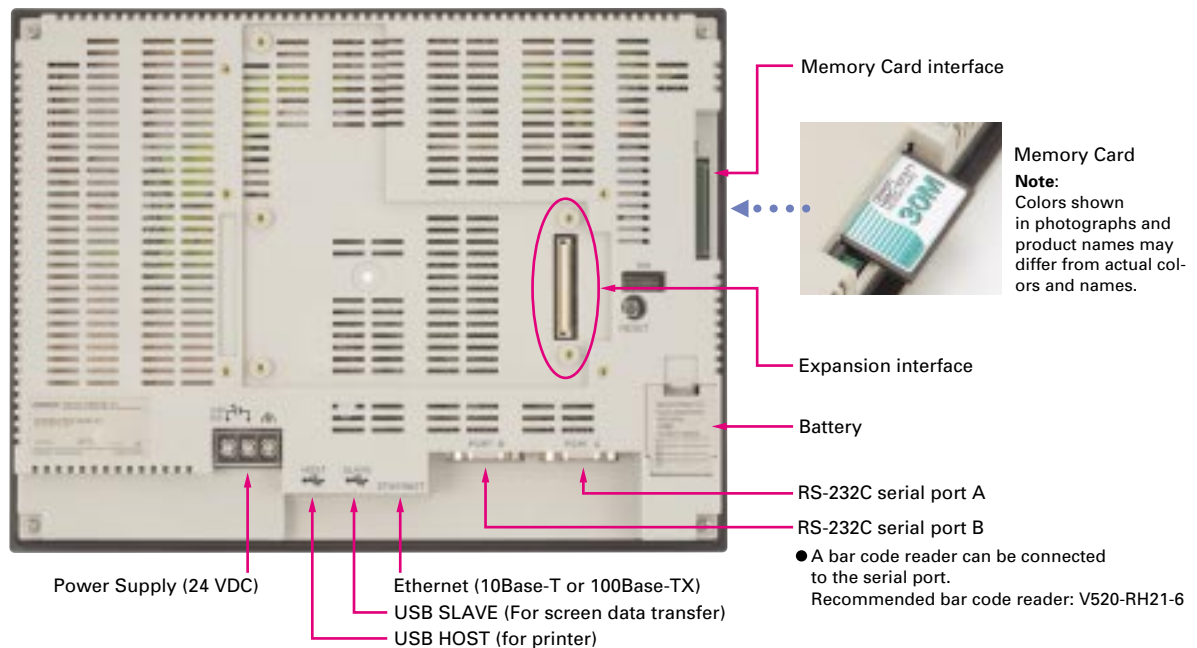 Memory Card interface
Memory Card
Note:
Colors shown
in photographs and
product names may
differ from actual col-
ors and names.
30M
RESET
Expansion interface
Battery
PORT B
PORT A
HOST
SLAVE
ETHERNET
RS-232C serial port A
RS-232C serial port B
● A bar code reader can be connected
to the serial port.
Recommended bar code reader: V520-RH21-6
Power Supply (24 VDC)
Ethernet (10Base-T or 100Base-TX)
USB SLAVE (For screen data transfer)
USB HOST (for printer)